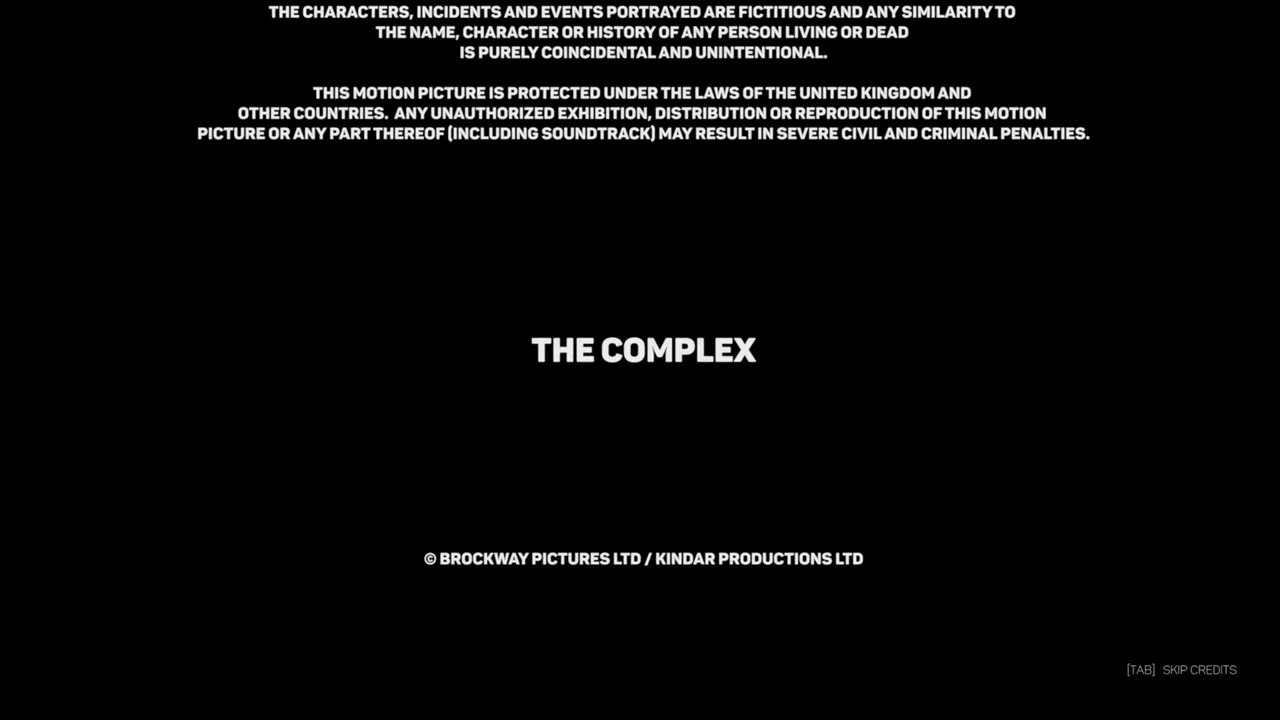 THE CHARACTERS, INCIDENTS AND EVENTS PORTRAYED ARE FICTITIOUS AND ANY SIMILARITY TO
THE NAME, CHARACTER OR HISTORY OF ANY PERSON LIVING OR DEAD
IS PURELY COINCIDENTAL AND UNINTENTIONAL.
THIS MOTION PICTURE IS PROTECTED UNDER THE LAWS OF THE UNITED KINGDOM AND
OTHER COUNTRIES. ANY UNAUTHORIZED EXHIBITION, DISTRIBUTION OR REPRODUCTION OF THIS MOTION
PICTURE OR ANY PART THEREOF (INCLUDING SOUNDTRACK) MAY RESULT IN SEVERE CIVIL AND CRIMINAL PENALTIES.
THE COMPLEX
© BROCKWAY PICTURES LTD / KINDAR PRODUCTIONS LTD
[TAB] SKIP CREDITS